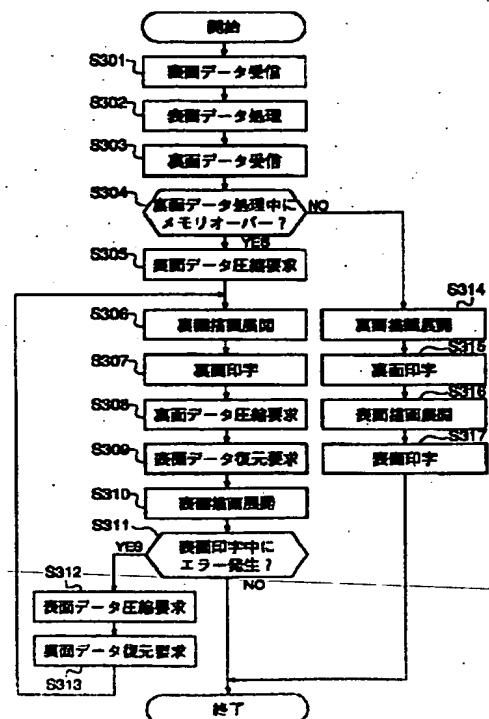 開始
S301
表面データ受信
S302
表面データ処理
S303
裏面データ受信
S304
裏面データ処理中に
メモリオーバー？
NO
YES
S305
表面データ圧縮要求
S306
裏面描画展開
S307
裏面印字
S308
裏面データ圧縮要求
S309
表面データ復元要求
S310
表面描画展開
S311
表面印字中に
エラー発生？
YES
NO
S312
表面データ圧縮要求
裏面データ復元要求
S313
S314
裏面描画展開
S315
裏面印字
S316
表面描画展開
S317
表面印字
終了